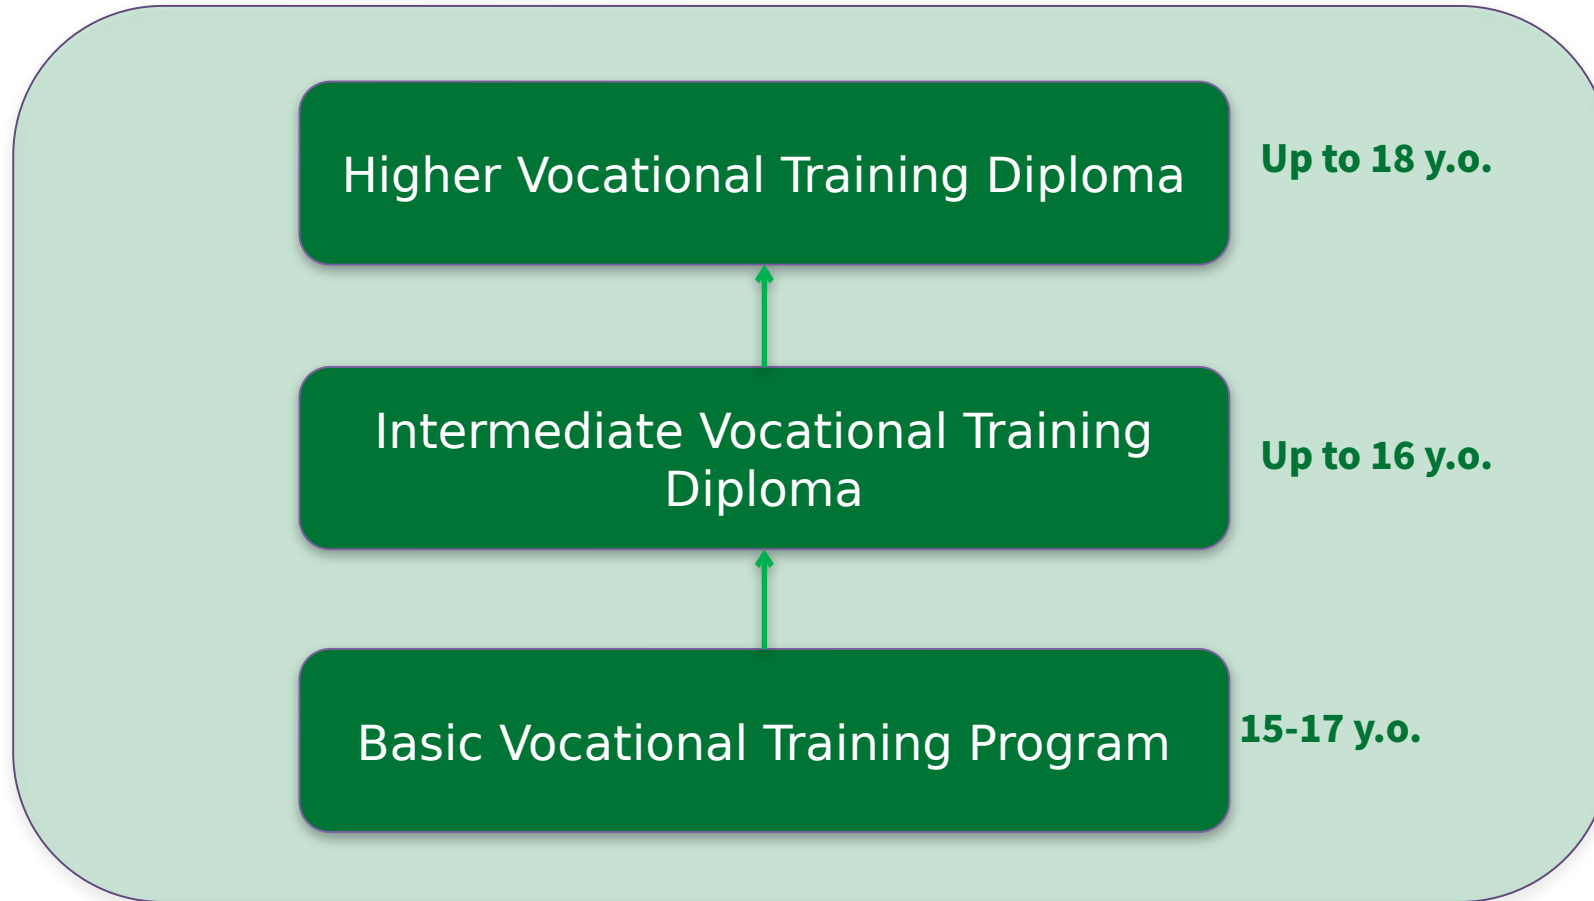 Higher Vocational Training Diploma
Up to 18 y.o.
Intermediate Vocational Training
Diploma
Up to 16 y.o.
Basic Vocational Training Program
15-17 y.o.